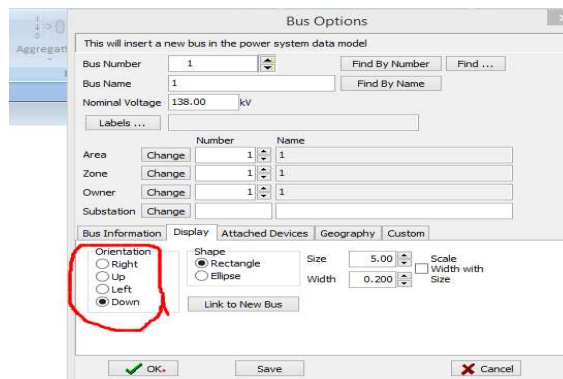 Bus Options
This will insert a new bus in the power system data model
Bus Number 1 Find By Number Find ...
Bus Name 1 Find By Name
Nominal Voltage 138.00 kV
Labels ...
Number Name
Area Change 1 1
Zone Change 1 1
Owner Change 1 1
Substation Change
Bus Information Display Attached Devices Geography Custom
Orientation
Right
Up
Left
Down
Shape
Rectangle
Ellipse
Link to New Bus
Size 5.00
Width 0.200
Scale
Width with
Size
OK
Save
Cancel